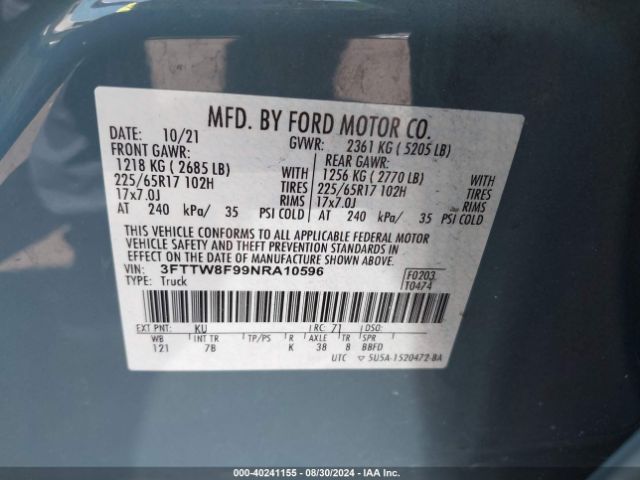 MFD. BY FORD MOTOR CO.
DATE: 10/21 GVWR: 2361 KG ( 5205 LB)
FRONT GAWR: REAR GAWR:
1218 KG ( 2685 LB) WITH 1256 KG ( 2770 LB) WITH
225/65R17 102H TIRES 225/65R17 102H TIRES
17x7.0J RIMS 17x7.0J RIMS
AT 240 kPa/ 35 PSI COLD AT 240 kPa/ 35 PSI COLD
THIS VEHICLE CONFORMS TO ALL APPLICABLE FEDERAL MOTOR
VEHICLE SAFETY AND THEFT PREVENTION STANDARDS IN
EFFECT ON THE DATE OF MANUFACTURE SHOWN ABOVE.
VIN: 3FTTW8F99NRA10596 F0203
TYPE: Truck T0474
EXT PNT: KU RC: 71 DSO:
WB INT TR TP/PS R AXLE TR SPR
121 7B K 38 8 BBFD
UTC ▽ 5U5A-1520472-BA
000-40241155 - 08/30/2024 - IAA Inc.